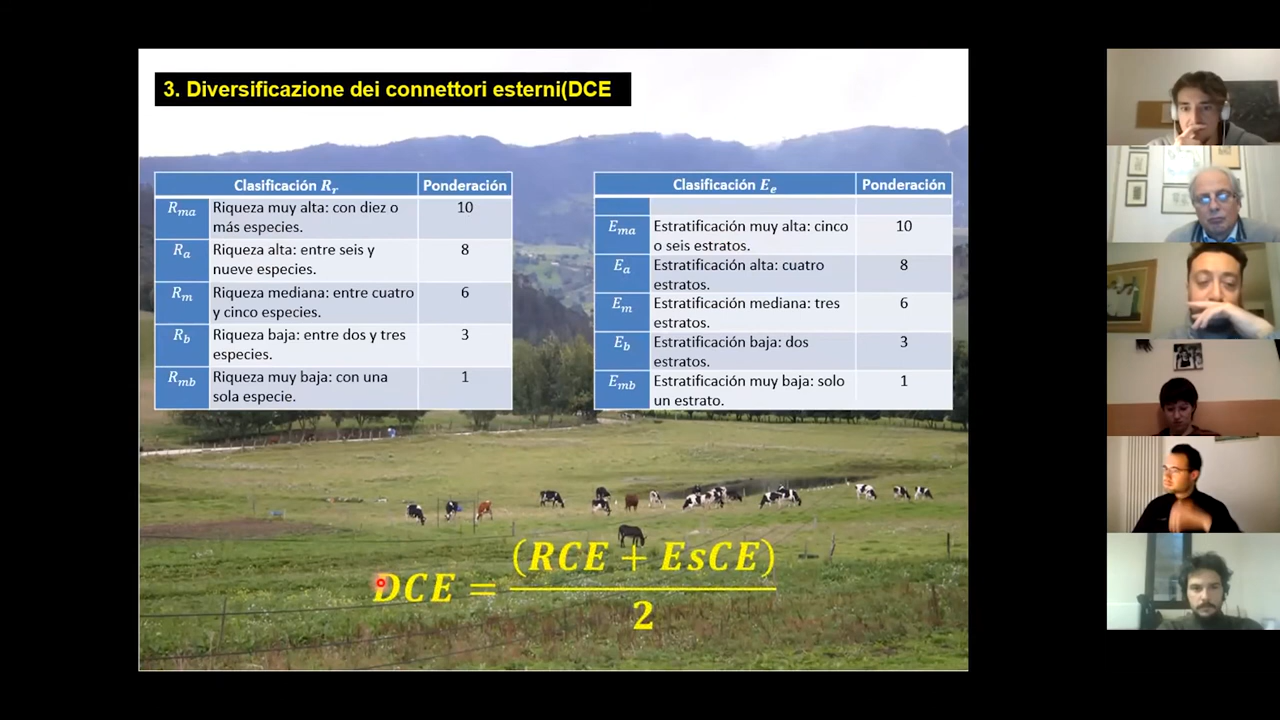 3. Diversificazione dei connettori esterni(DCE
Clasificación Rr Ponderación
Rma Riqueza muy alta: con diez o 10
más especies.
Ra Riqueza alta: entre seis y 8
nueve especies.
Rm Riqueza mediana: entre cuatro 6
y cinco especies.
Rb Riqueza baja: entre dos y tres 3
especies.
Rmb Riqueza muy baja: con una 1
sola especie.
Clasificación Ee Ponderación
Ema Estratificación muy alta: cinco 10
o seis estratos.
Ea Estratificación alta: cuatro 8
estratos.
Em Estratificación mediana: tres 6
estratos.
Eb Estratificación baja: dos 3
estratos.
Emb Estratificación muy baja: solo 1
un estrato.
DCE = (RCE + EsCE)
2